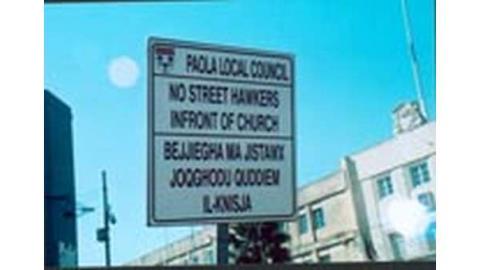 PAOLA LOCAL COUNCIL
NO STREET HAWKERS
INFRONT OF CHURCH
BEJJIEGHA MA JISTAWX
JOQGHODU QUDDIEM
IL-KNISJA